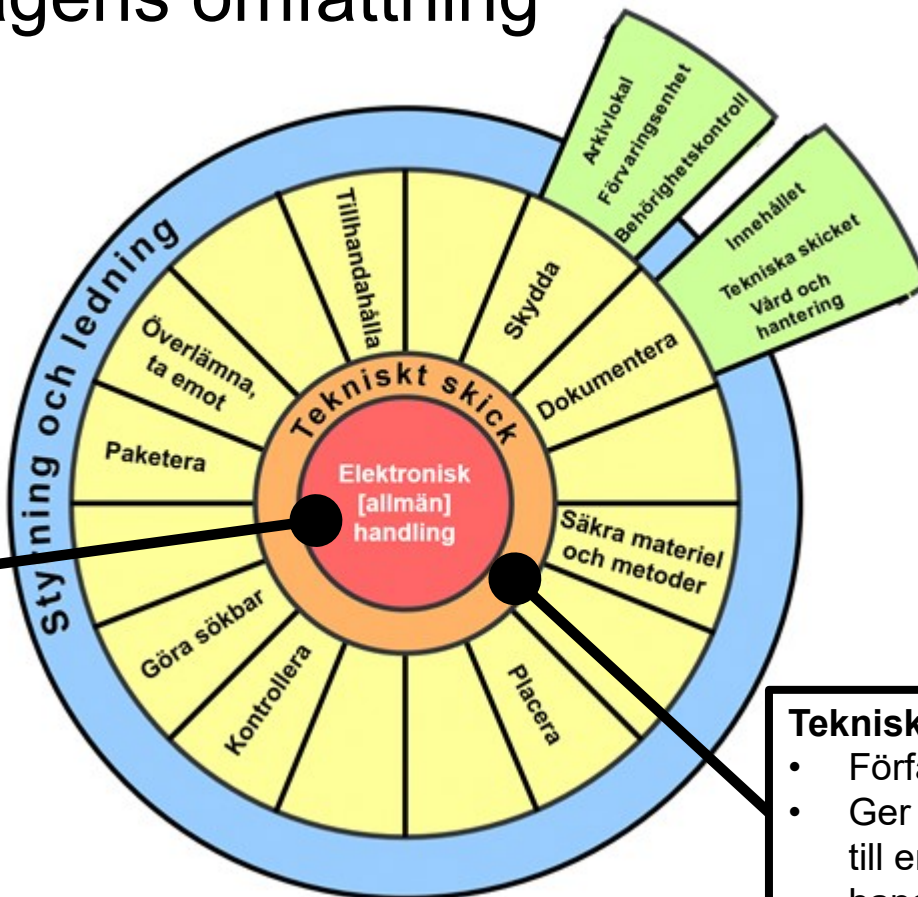 agens omfattning
Arkivlokal
Förvaringsenhet
Behörighetskontroll
Innehållet
Tekniska skicket
Vård och
hantering
Styrning och ledning
Tillhandahålla
Skydda
Dokumentera
Överlämna,
ta emot
Paketera
Tekniskt skick
Elektronisk
[allmän]
handling
Säkra materiel
och metoder
Göra sökbar
Kontrollera
Placera
Teknisk
• Förfa
• Ger
till e